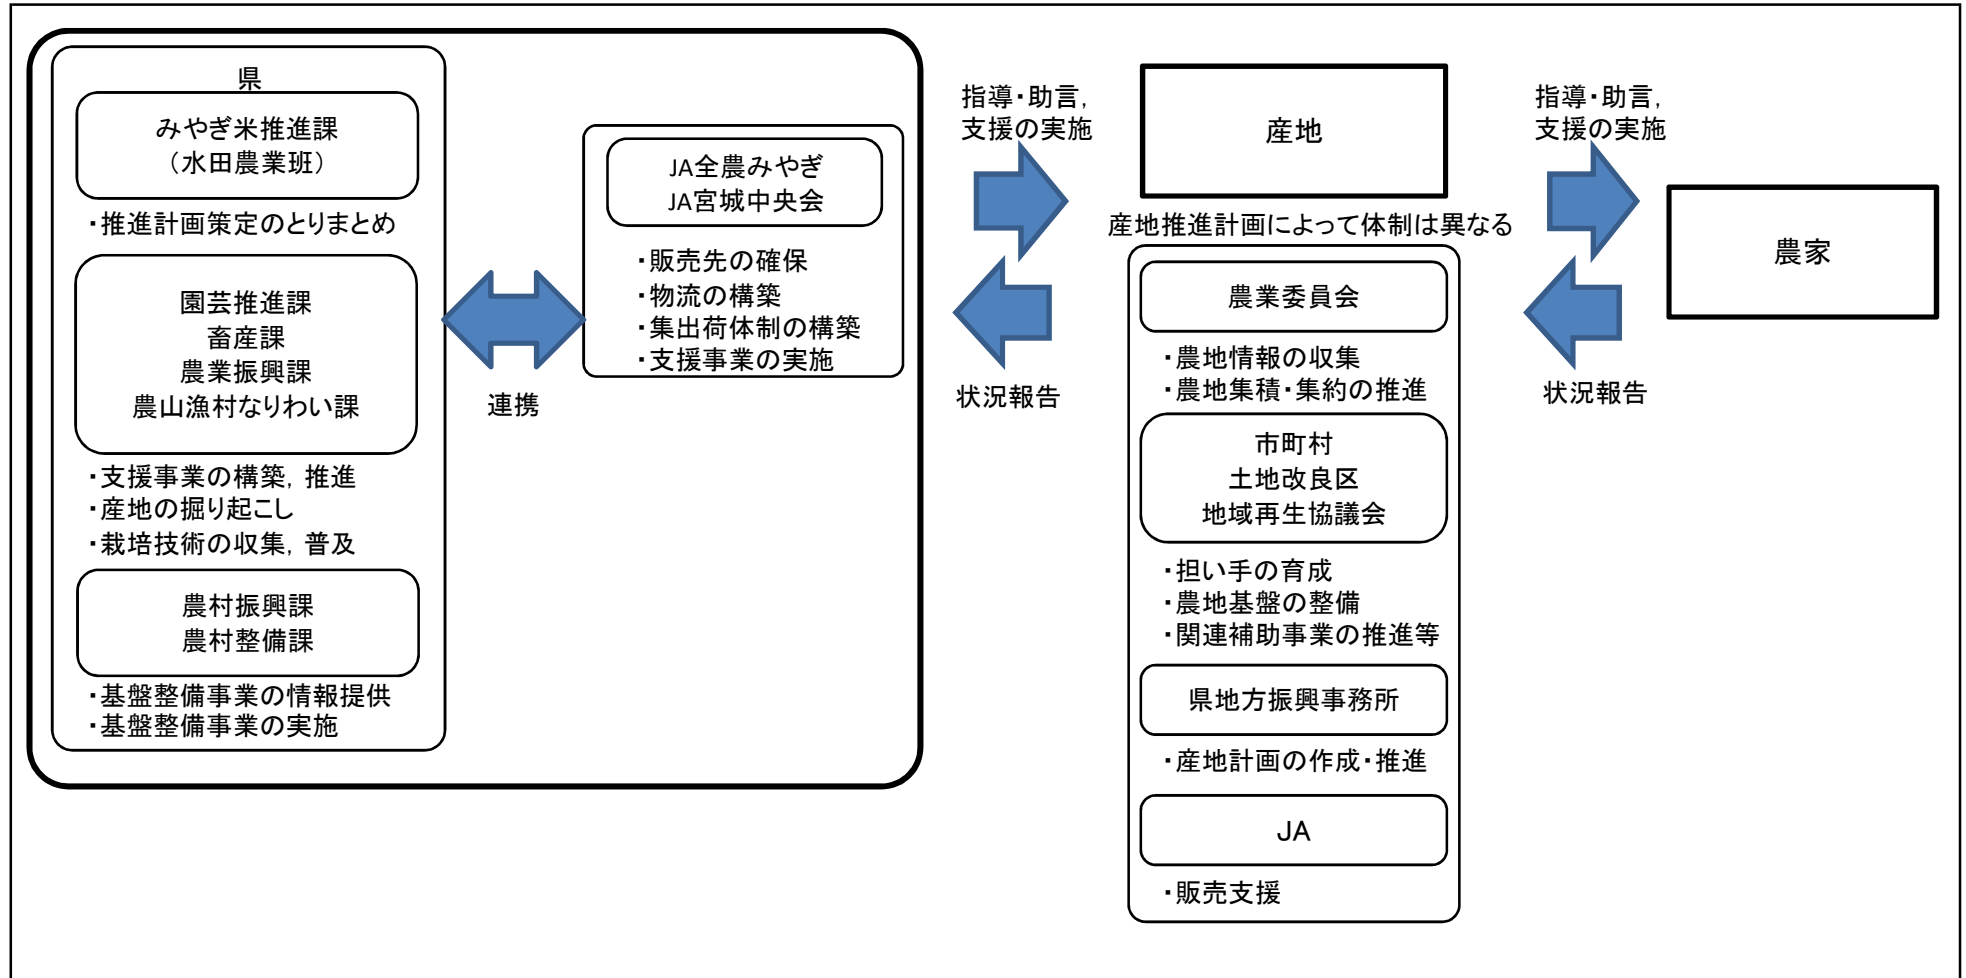 県
みやぎ米推進課
（水田農業班）
・推進計画策定のとりまとめ
園芸推進課
畜産課
農業振興課
農山漁村なりわい課
・支援事業の構築，推進
・産地の掘り起こし
・栽培技術の収集，普及
農村振興課
農村整備課
・基盤整備事業の情報提供
・基盤整備事業の実施
連携
JA全農みやぎ
JA宮城中央会
・販売先の確保
・物流の構築
・集出荷体制の構築
・支援事業の実施
指導・助言，
支援の実施
状況報告
産地
産地推進計画によって体制は異なる
農業委員会
・農地情報の収集
・農地集積・集約の推進
市町村
土地改良区
地域再生協議会
・担い手の育成
・農地基盤の整備
・関連補助事業の推進等
県地方振興事務所
・産地計画の作成・推進
JA
・販売支援
指導・助言，
支援の実施
状況報告
農家